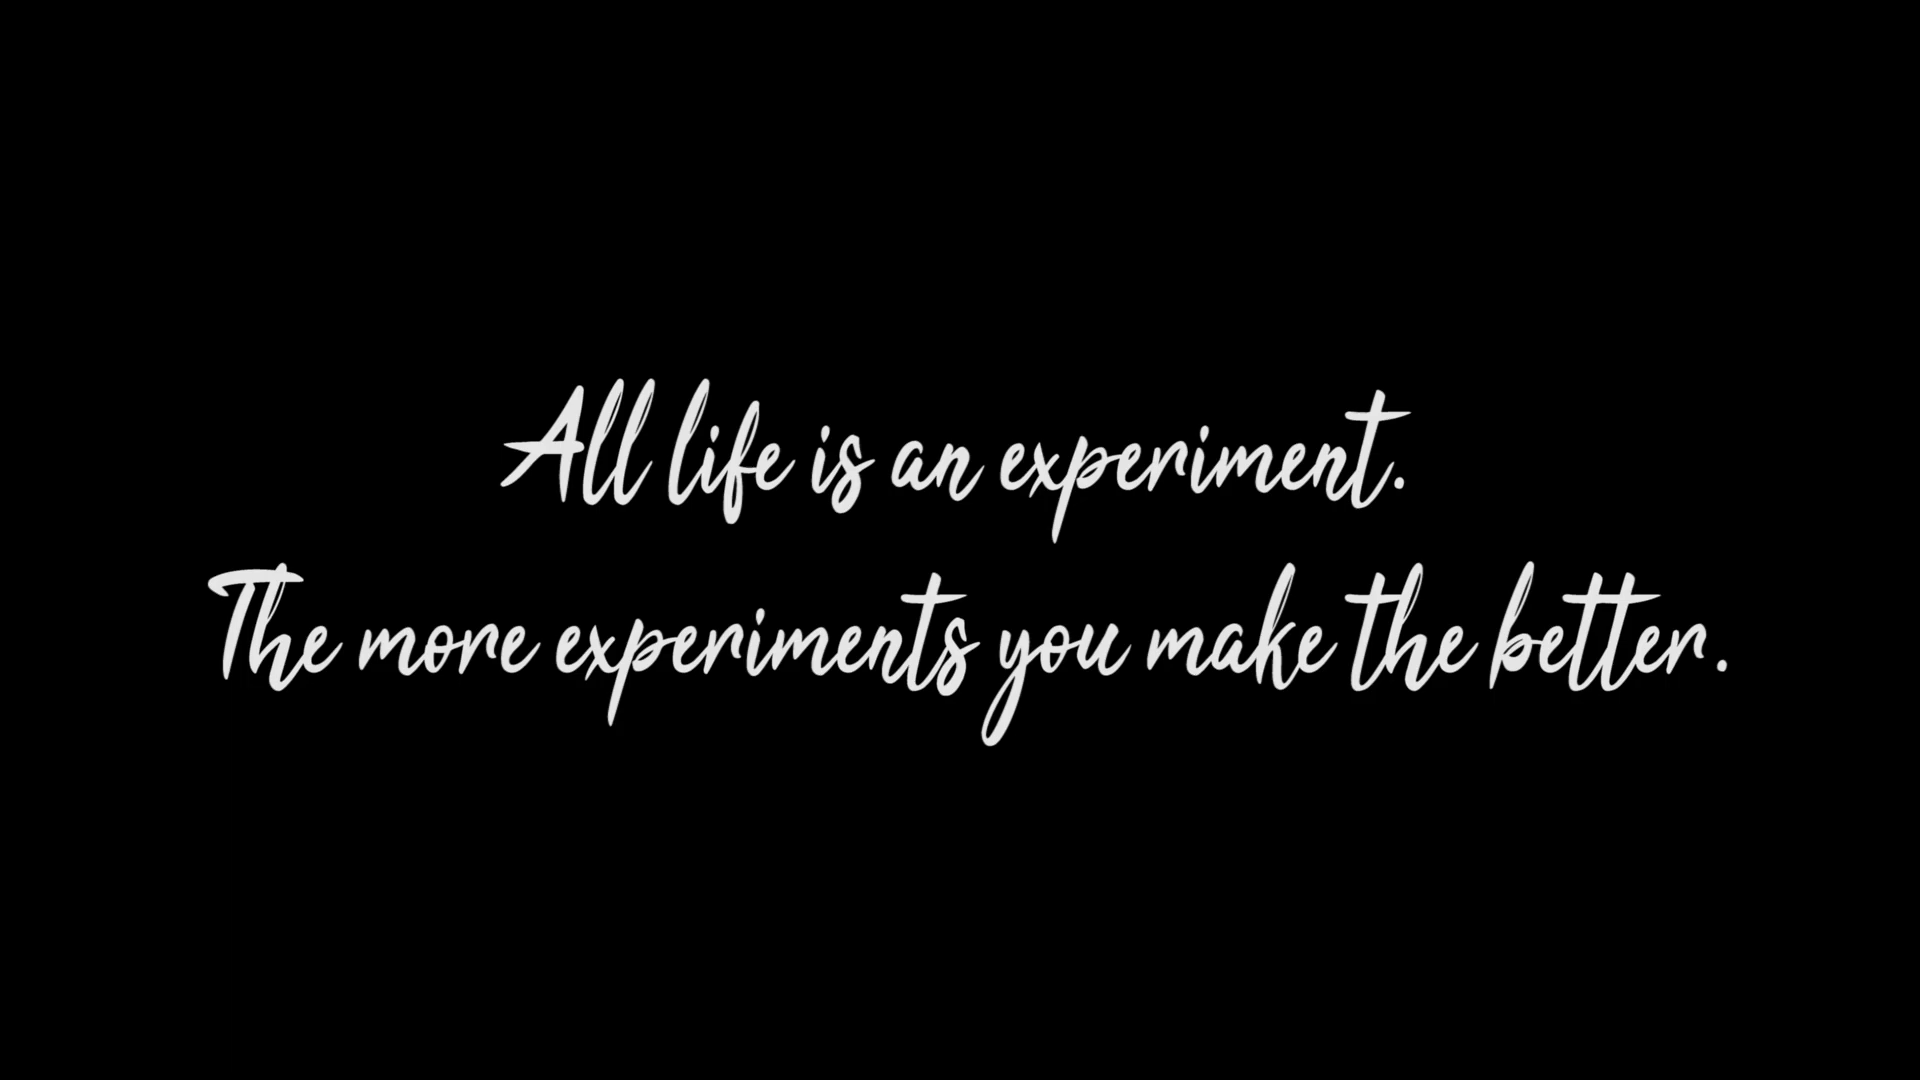 All life is an experiment.
The more experiments you make the better.